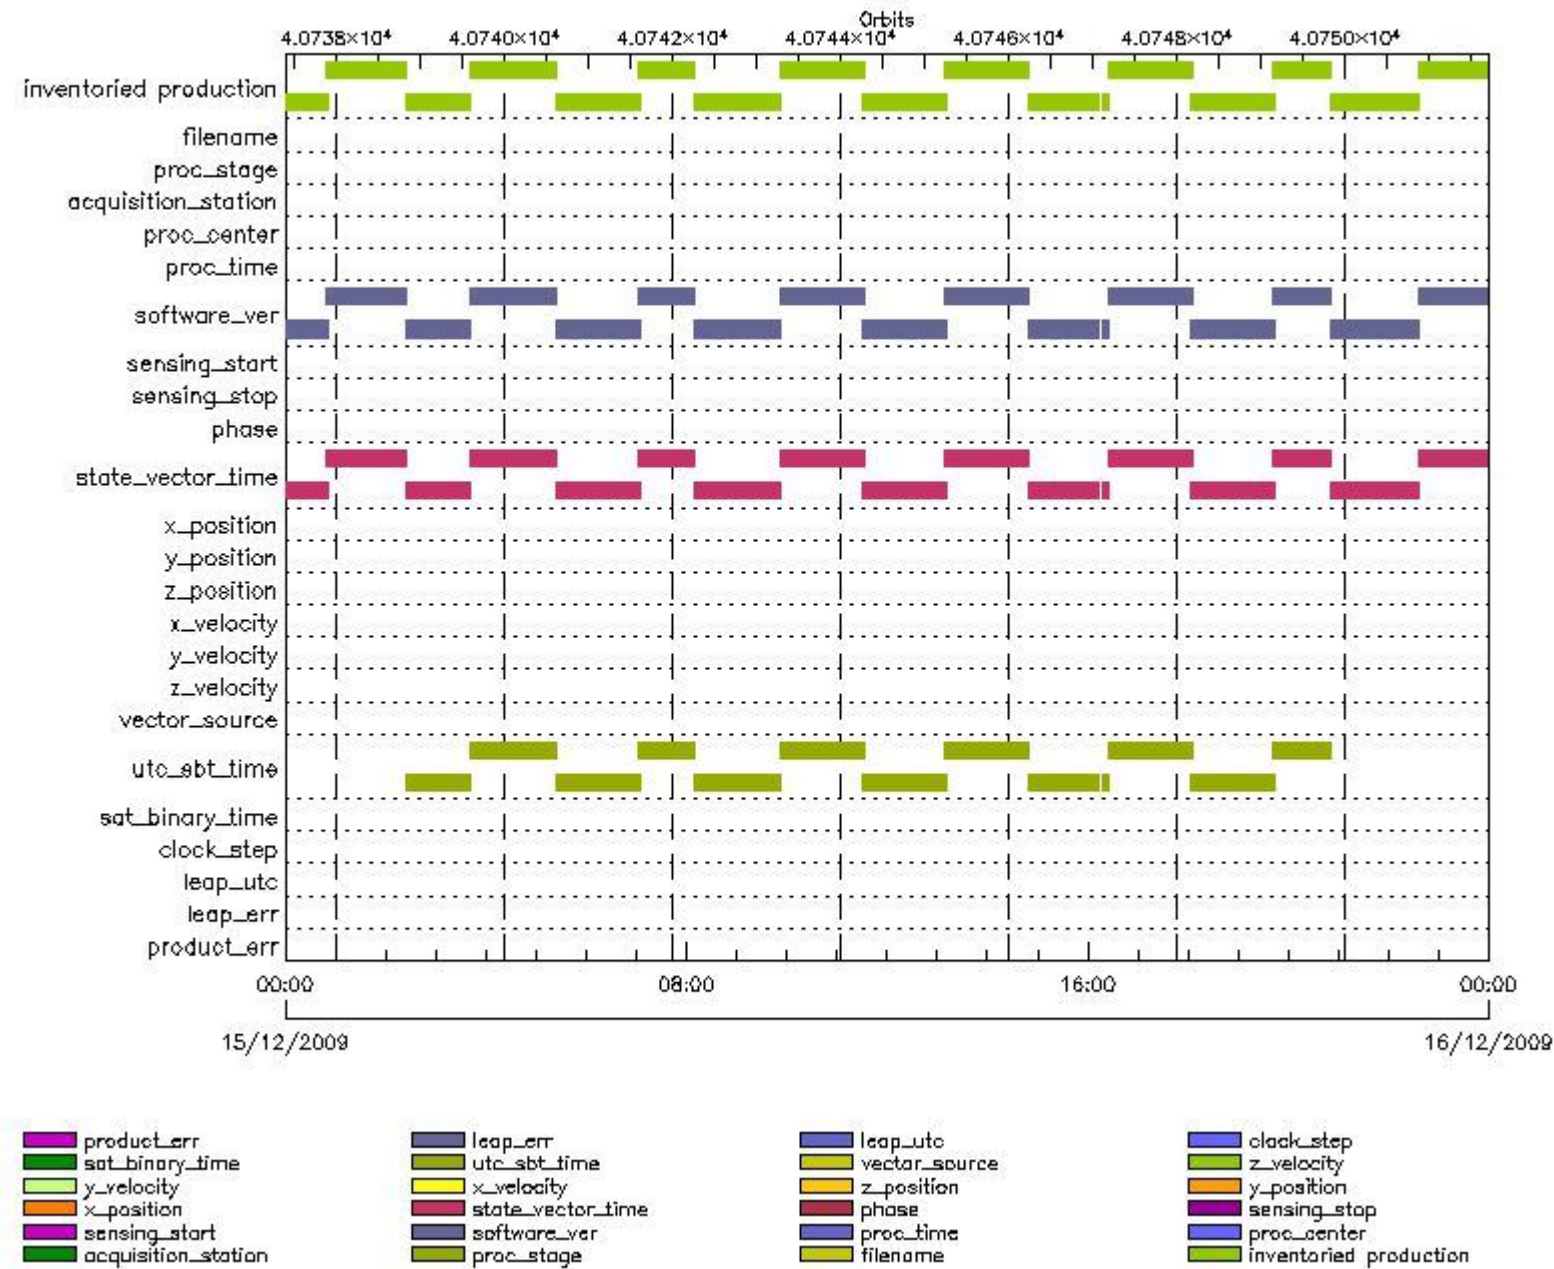 Orbits
4.0738×10⁴ 4.0740×10⁴ 4.0742×10⁴ 4.0744×10⁴ 4.0746×10⁴ 4.0748×10⁴ 4.0750×10⁴
inventoried production
filename
proc_stage
acquisition_station
proc_center
proc_time
software_ver
sensing_start
sensing_stop
phase
state_vector_time
x_position
y_position
z_position
x_velocity
y_velocity
z_velocity
vector_source
utc_sbt_time
sat_binary_time
clock_step
leap_utc
leap_err
product_err
00:00 08:00 16:00 00:00
15/12/2009 16/12/2009
product_err leap_err leap_utc clock_step
sat_binary_time utc_sbt_time vector_source z_velocity
y_velocity x_velocity z_position y_position
x_position state_vector_time phase sensing_stop
sensing_start software_ver proc_time proc_center
acquisition_station proc_stage filename inventoried production